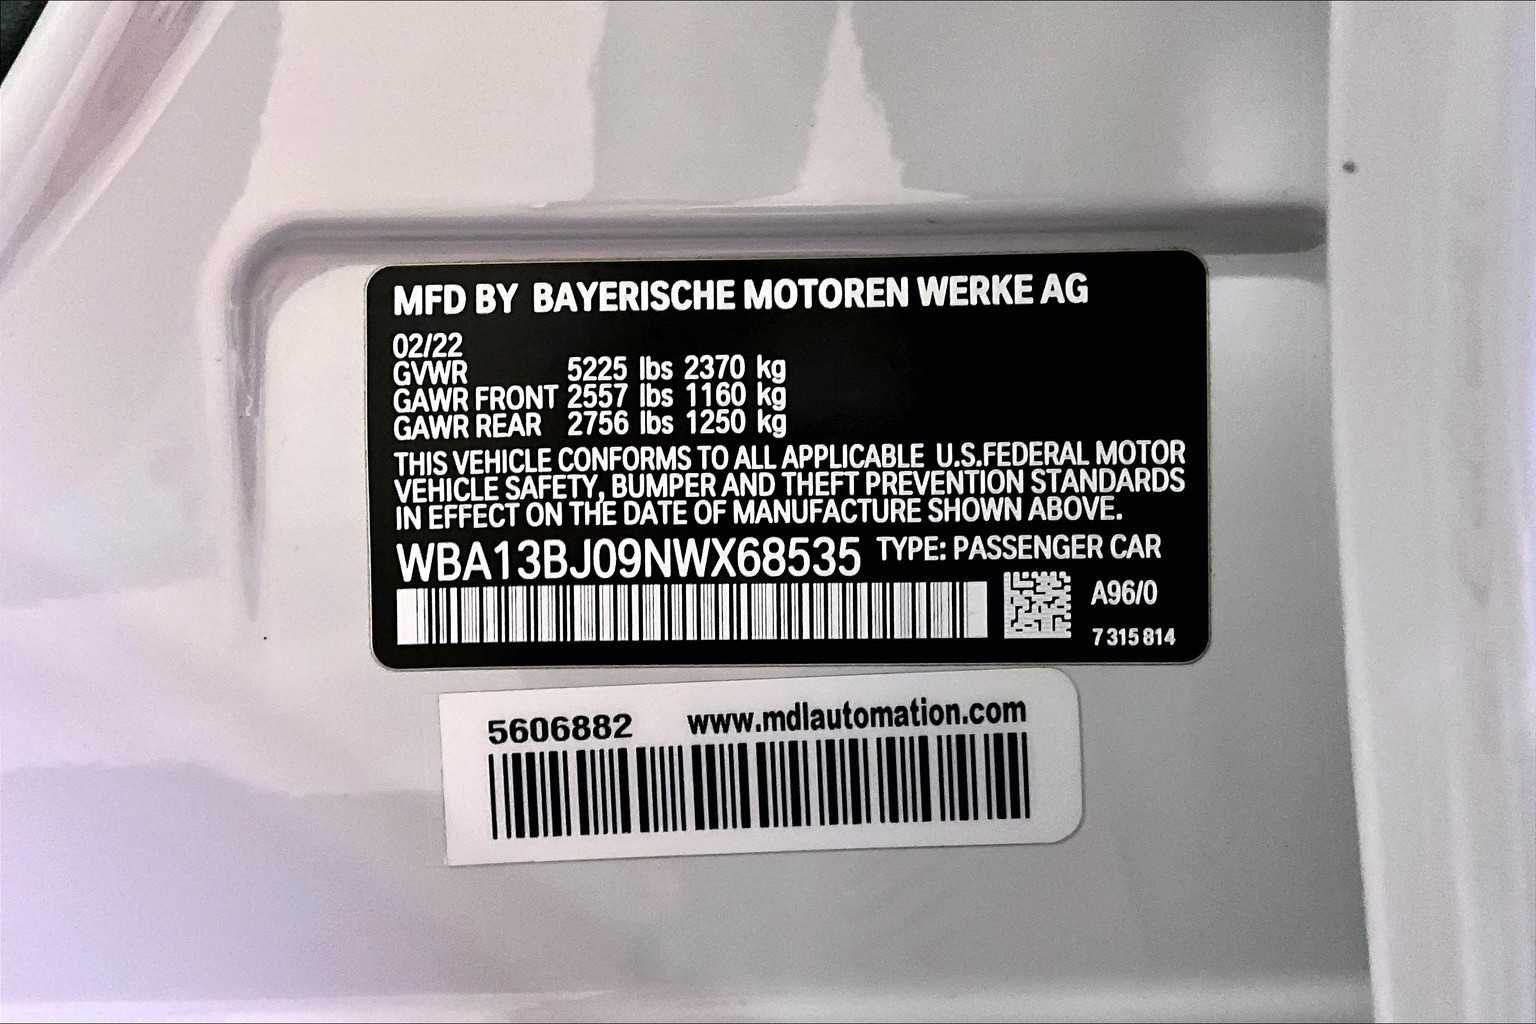 MFD BY BAYERISCHE MOTOREN WERKE AG
02/22
GVWR 5225 lbs 2370 kg
GAWR FRONT 2557 lbs 1160 kg
GAWR REAR 2756 lbs 1250 kg
THIS VEHICLE CONFORMS TO ALL APPLICABLE U.S.FEDERAL MOTOR
VEHICLE SAFETY, BUMPER AND THEFT PREVENTION STANDARDS
IN EFFECT ON THE DATE OF MANUFACTURE SHOWN ABOVE.
WBA13BJ09NWX68535 TYPE: PASSENGER CAR
A96/0
7 315 814
5606882 www.mdlautomation.com